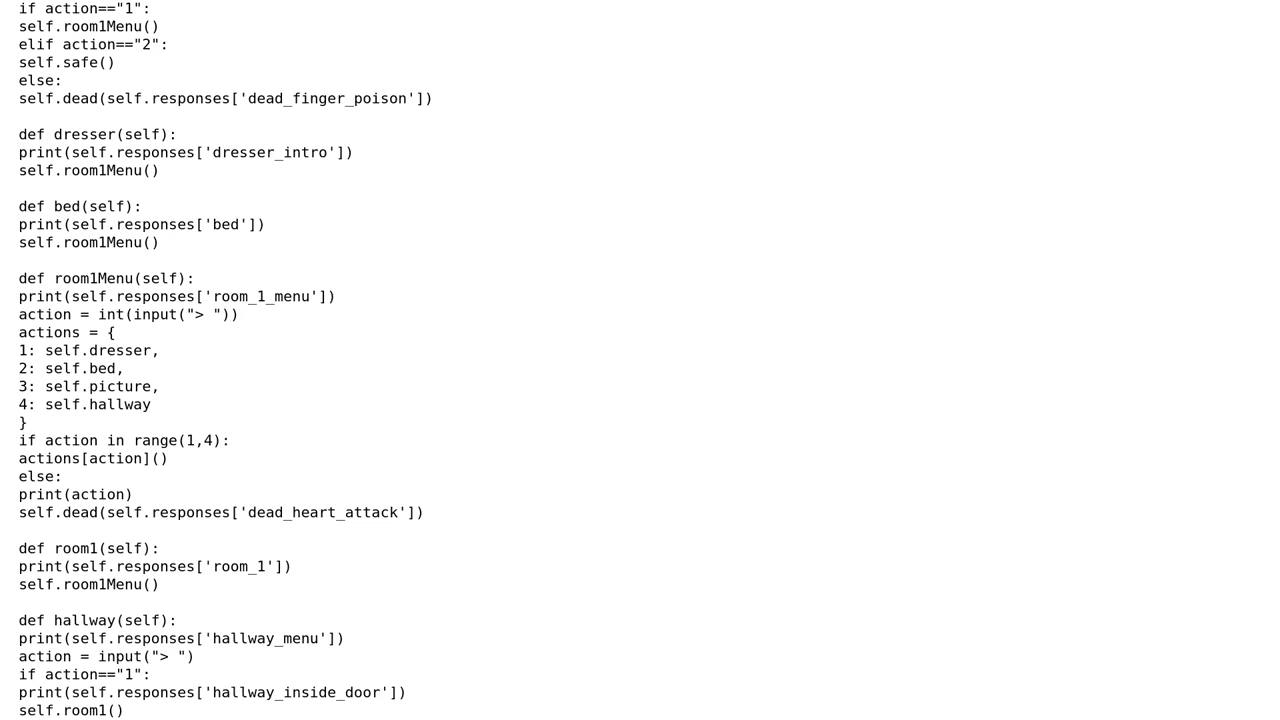 if action=="1":
self.room1Menu()
elif action=="2":
self.safe()
else:
self.dead(self.responses['dead_finger_poison'])

def dresser(self):
print(self.responses['dresser_intro'])
self.room1Menu()

def bed(self):
print(self.responses['bed'])
self.room1Menu()

def room1Menu(self):
print(self.responses['room_1_menu'])
action = int(input("> "))
actions = {
1: self.dresser,
2: self.bed,
3: self.picture,
4: self.hallway
}
if action in range(1,4):
actions[action]()
else:
print(action)
self.dead(self.responses['dead_heart_attack'])

def room1(self):
print(self.responses['room_1'])
self.room1Menu()

def hallway(self):
print(self.responses['hallway_menu'])
action = input("> ")
if action=="1":
print(self.responses['hallway_inside_door'])
self.room1()